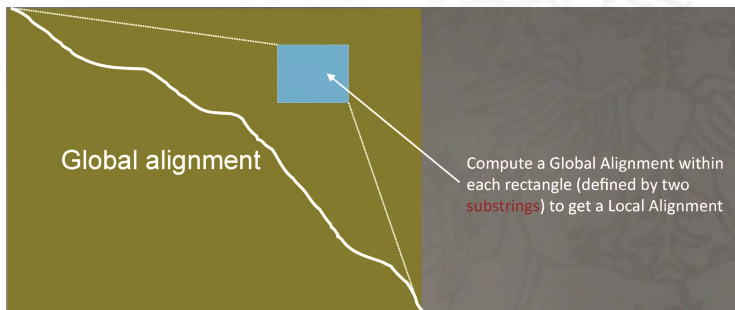 Global alignment
Compute a Global Alignment within
each rectangle (defined by two
substrings) to get a Local Alignment